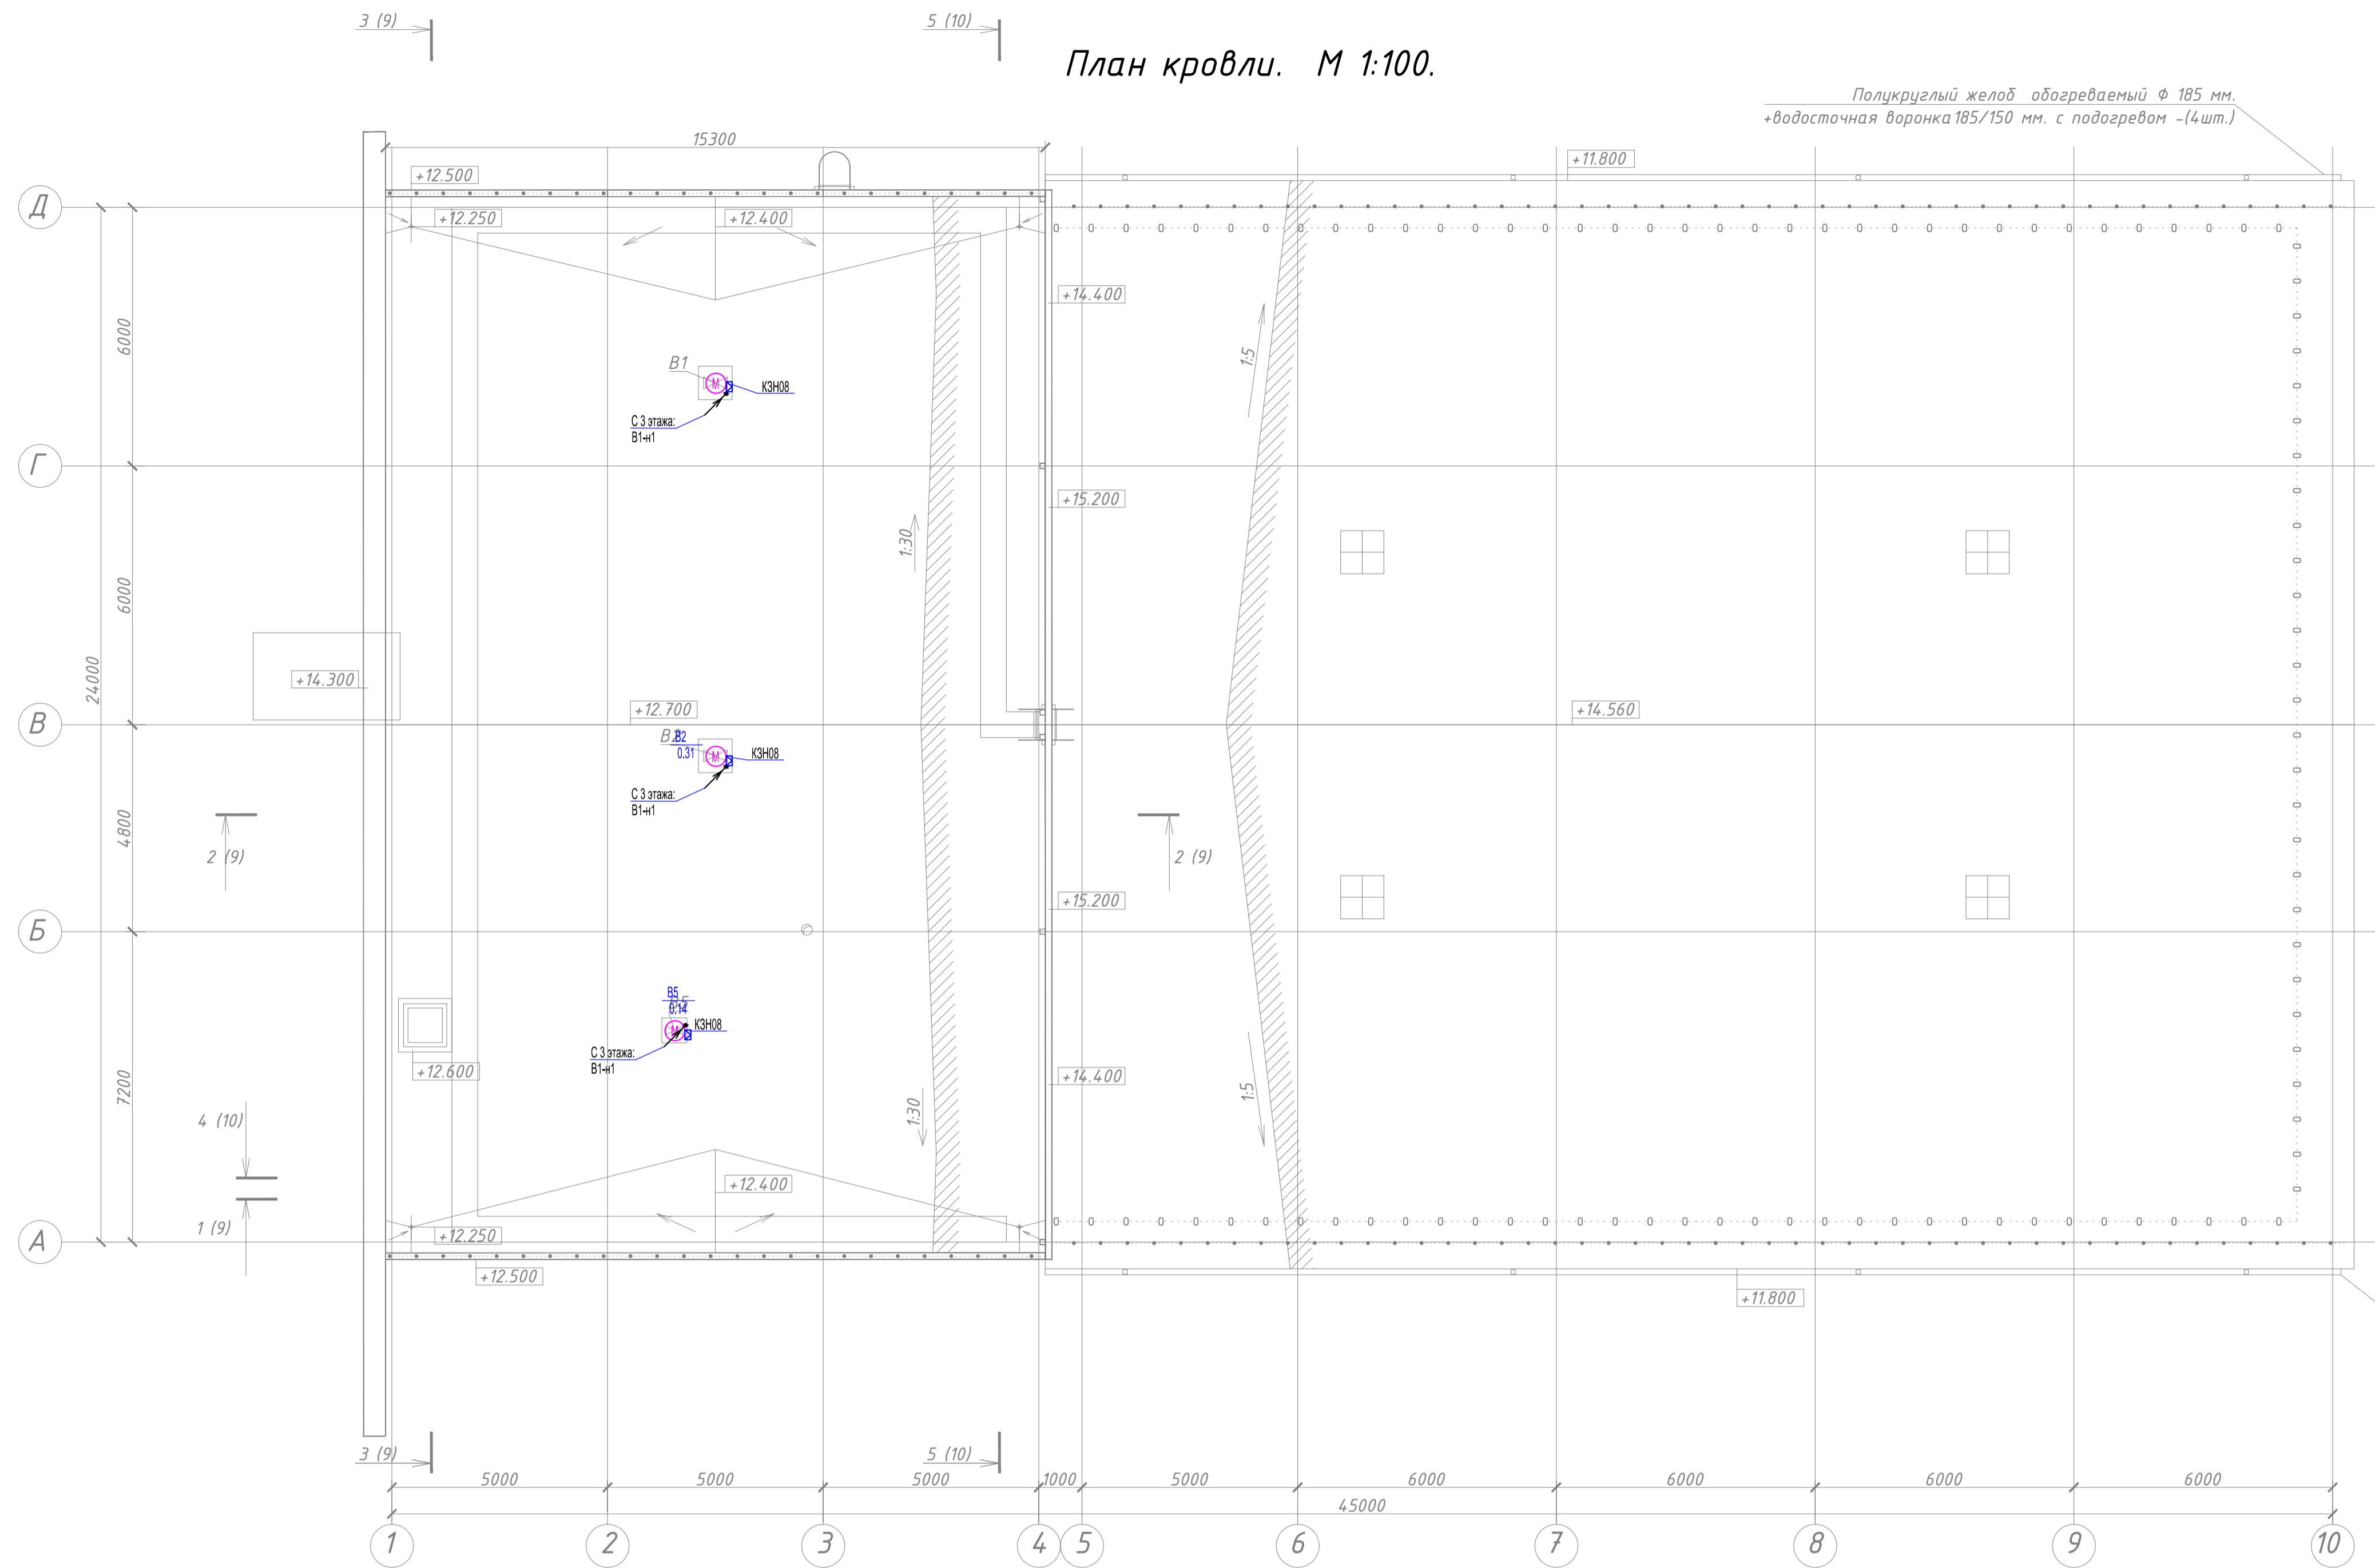 3 (9)
5 (10)
План кровли. М 1:100.
Полукруглый желоб обогреваемый Ф 185 мм.
+водосточная воронка 185/150 мм. с подогревом -(4шт.)
15300
+11.800
+12.500
Д
+12.250
+12.400
+14.400
6000
1:5
В1
М
КЗН08
С 3 этажа:
В1-н1
Г
+15.200
1:30
6000
24000
+14.300
+12.700
+14.560
В
В2
0.31
М
КЗН08
С 3 этажа:
В1-н1
4800
2 (9)
2 (9)
+15.200
Б
В5
0.14
М
КЗН08
С 3 этажа:
В1-н1
+12.600
+14.400
7200
1:30
1:5
4 (10)
+12.400
1 (9)
+12.250
А
+12.500
+11.800
3 (9)
5 (10)
5000
5000
5000
1000
5000
6000
6000
6000
6000
45000
1
2
3
4
5
6
7
8
9
10